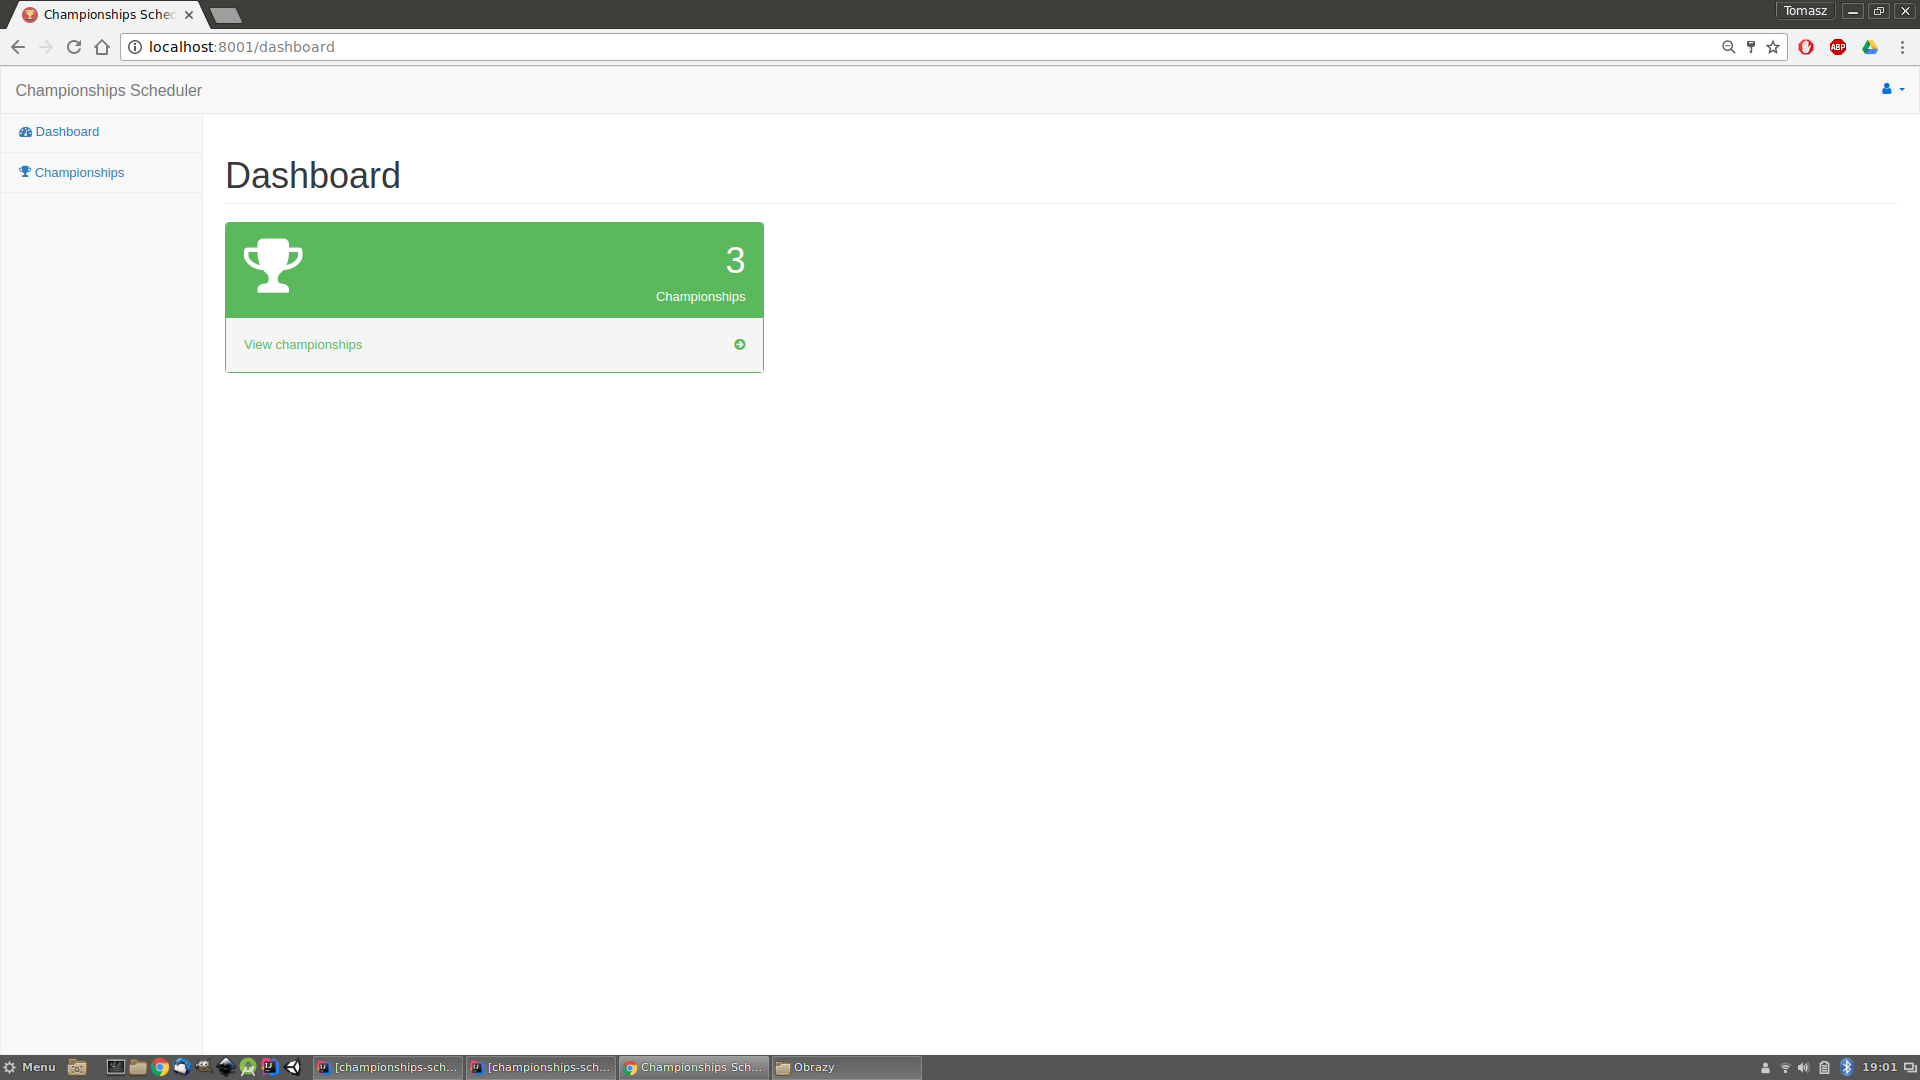 Championships Sched
Tomasz
localhost:8001/dashboard
ABP
Championships Scheduler
Dashboard
Championships
Dashboard
3
Championships
View championships
Menu
[championships-sch...
[championships-sch...
Championships Sch...
Obrazy
19:01